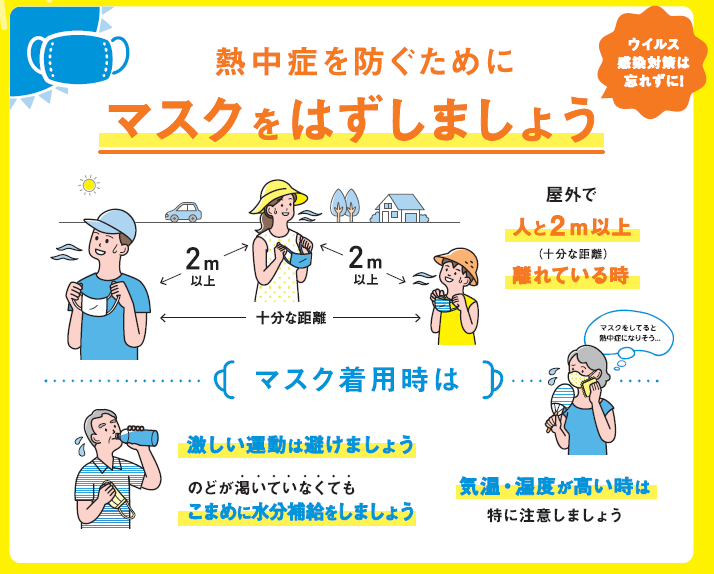 ウイルス
感染対策は
忘れずに!
熱中症を防ぐために
マスクをはずしましょう
屋外で
人と2m以上
(十分な距離)
離れている時
2m
以上
2m
以上
十分な距離
マスクをしてると
熱中症になりそう…
マスク着用時は
激しい運動は避けましょう
のどが渇いていなくても
こまめに水分補給をしましょう
気温・湿度が高い時は
特に注意しましょう